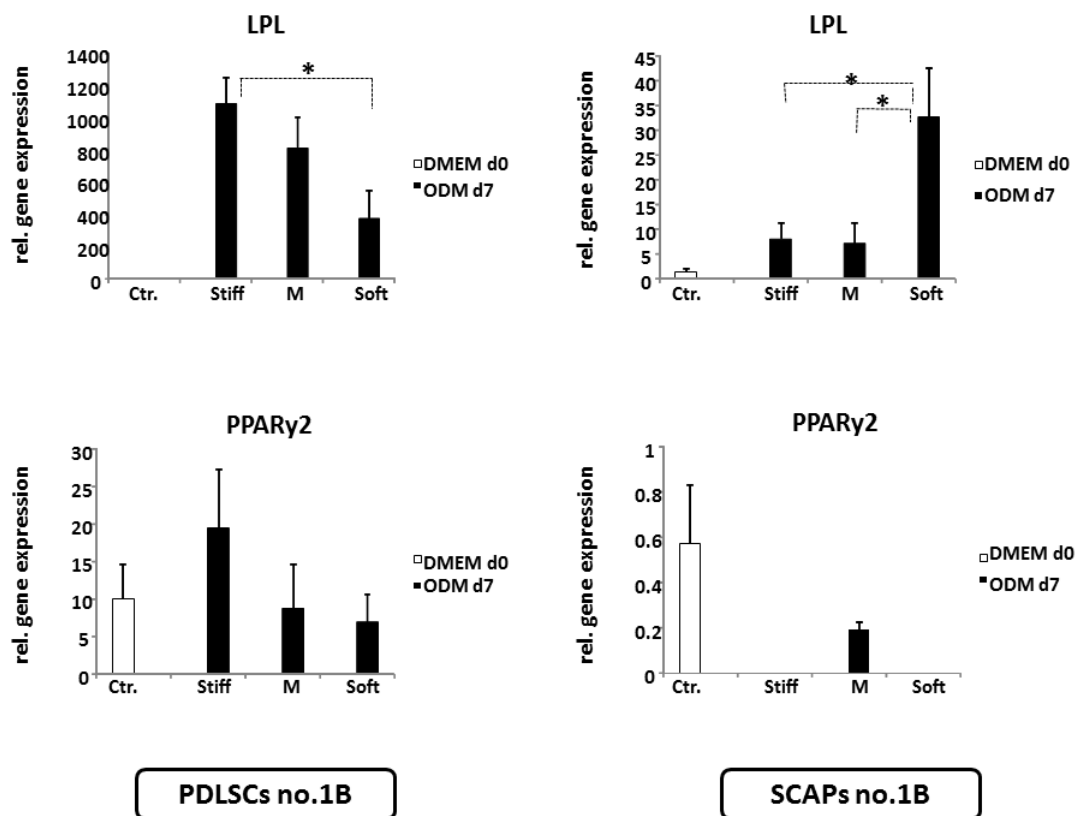 LPL
1400
1200
1000
800
600
400
200
0
rel. gene expression
*
Ctr. Stiff M Soft
DMEM d0
ODM d7
LPL
45
40
35
30
25
20
15
10
5
0
rel. gene expression
*
*
Ctr. Stiff M Soft
DMEM d0
ODM d7
PPARy2
30
25
20
15
10
5
0
rel. gene expression
Ctr. Stiff M Soft
DMEM d0
ODM d7
PPARy2
1
0.8
0.6
0.4
0.2
0
rel. gene expression
Ctr. Stiff M Soft
DMEM d0
ODM d7
PDLSCs no.1B
SCAPs no.1B